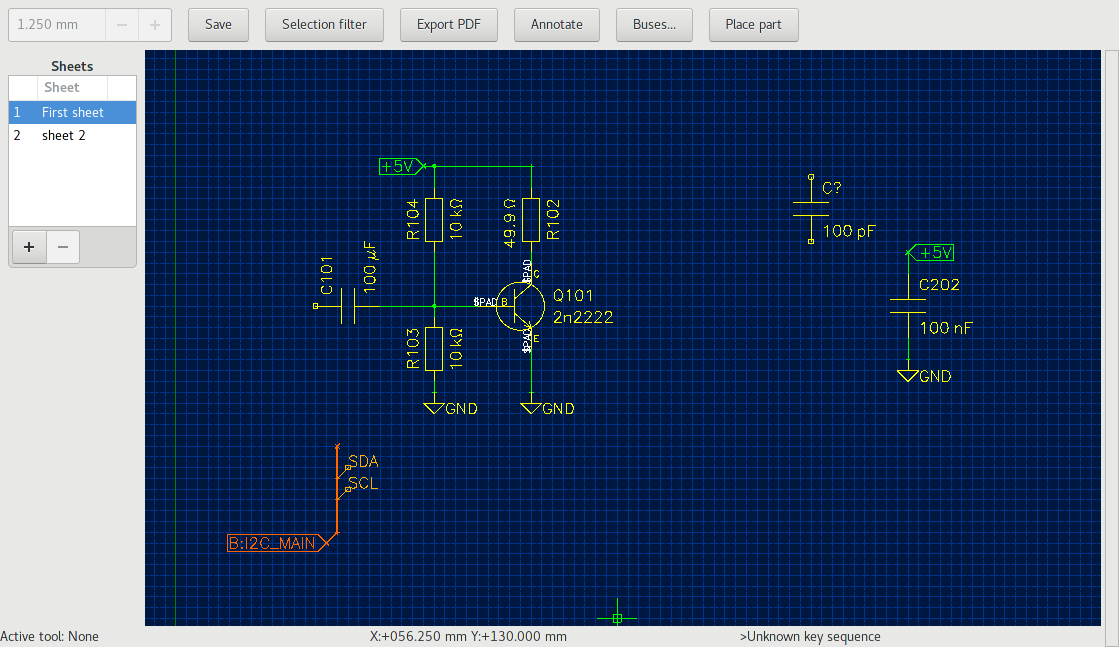 1.250 mm
Save
Selection filter
Export PDF
Annotate
Buses...
Place part
Sheets
Sheet
1 First sheet
2 sheet 2
+
−
+5V
R104
10 kΩ
49.9 Ω
R102
C101
100 µF
$PAD
C
$PAD B
Q101
2n2222
$PAD
E
R103
10 kΩ
GND
GND
C?
100 pF
+5V
C202
100 nF
GND
SDA
SCL
B:I2C_MAIN
Active tool: None
X:+056.250 mm Y:+130.000 mm
>Unknown key sequence